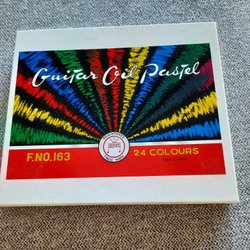 Guitar Oil Pastel
F.NO.163
24 COLOURS